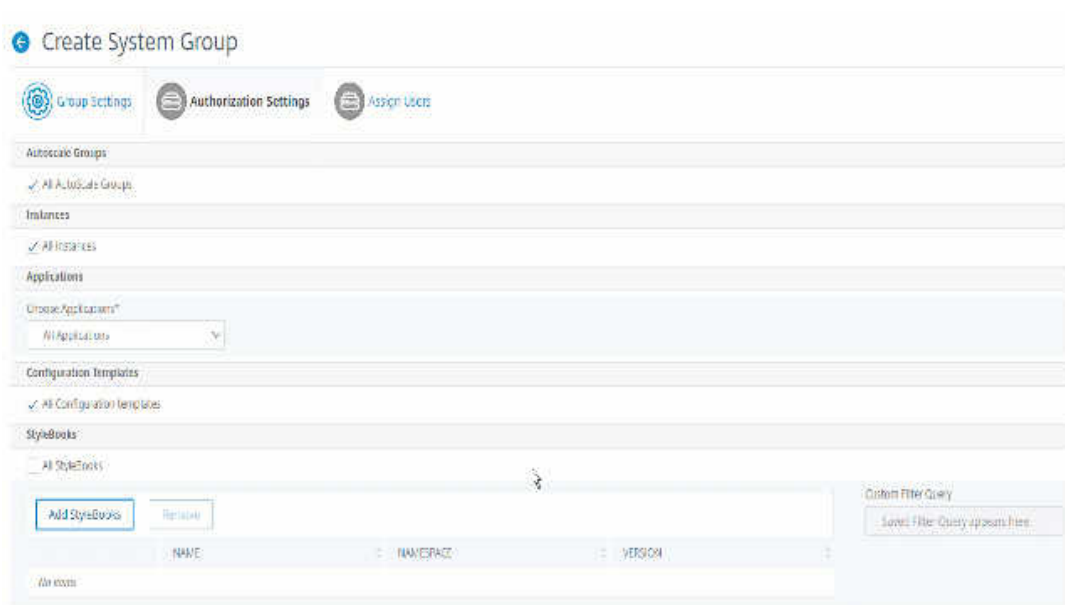 Create System Group
Group Settings Authorization Settings Assign Users
Autoscale Groups
All AutoScale Groups
Instances
All Instances
Applications
Choose Applications*
All Applications
Configuration Templates
All Configuration templates
StyleBooks
All StyleBooks
Custom Filter Query
Add StyleBooks Remove Saved Filter Query appears here
NAME NAMESPACE VERSION
No items